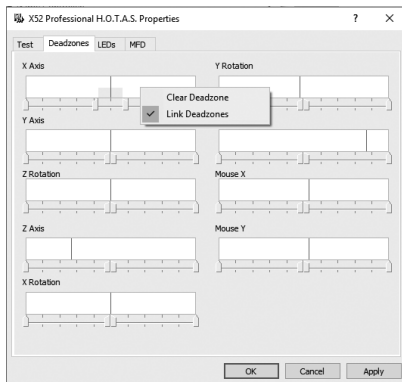 X52 Professional H.O.T.A.S. Properties ? ×
Test Deadzones LEDs MFD
X Axis Y Rotation
Clear Deadzone
✓ Link Deadzones
Y Axis
Z Rotation Mouse X
Z Axis Mouse Y
X Rotation
OK Cancel Apply